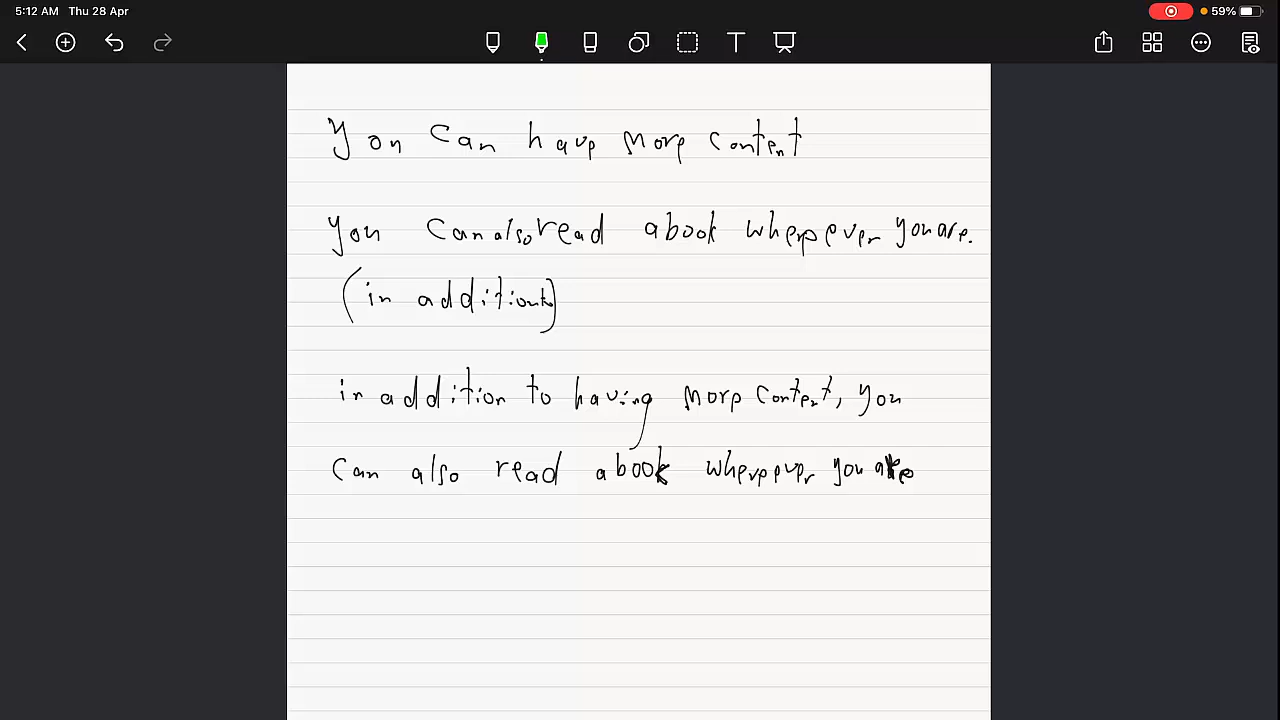 5:12 AM Thu 28 Apr 59%
T
You can have more content
you can also read a book wherever you are.
(in addition to)
in addition to having more content, you
can also read a book wherever you are